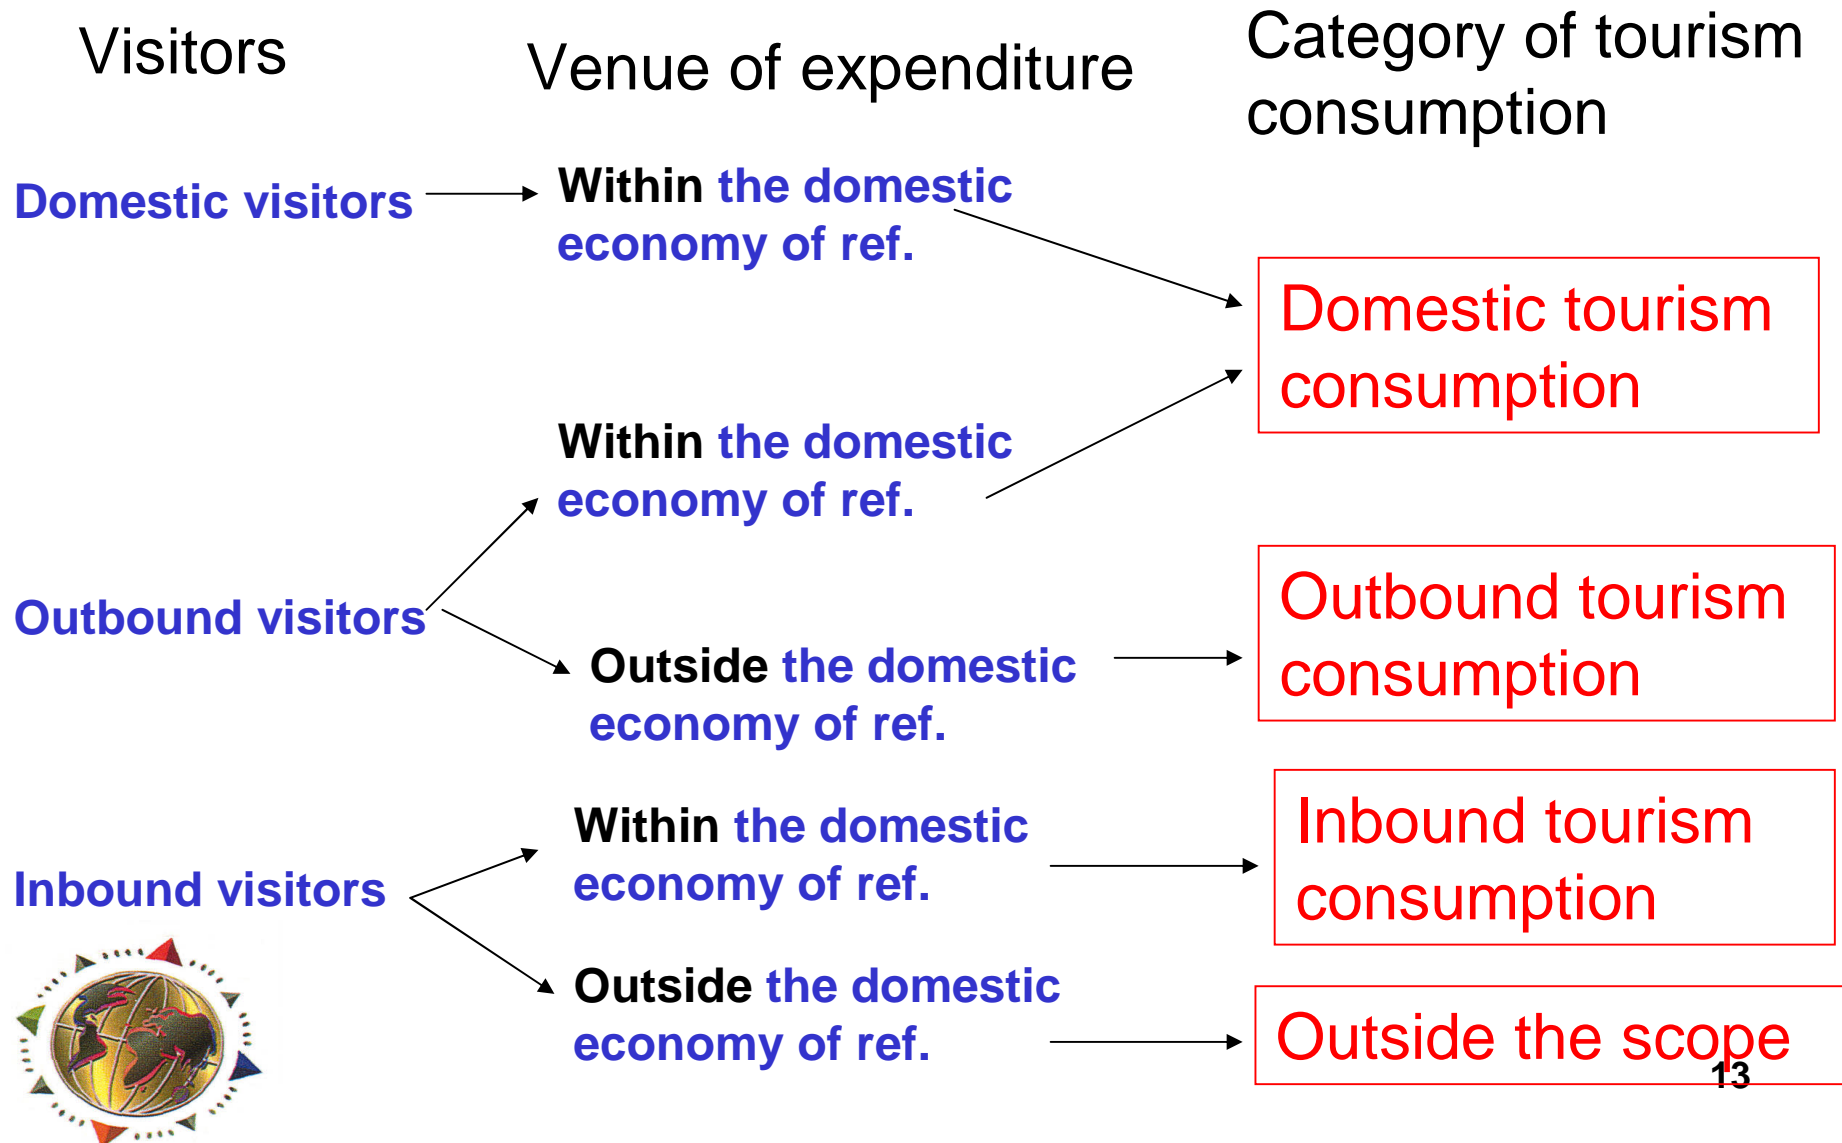 Visitors
Venue of expenditure
Category of tourism
consumption
Domestic visitors
Within the domestic
economy of ref.
Domestic tourism
consumption
Within the domestic
economy of ref.
Outbound visitors
Outside the domestic
economy of ref.
Outbound tourism
consumption
Inbound visitors
Within the domestic
economy of ref.
Inbound tourism
consumption
Outside the domestic
economy of ref.
Outside the scope
13